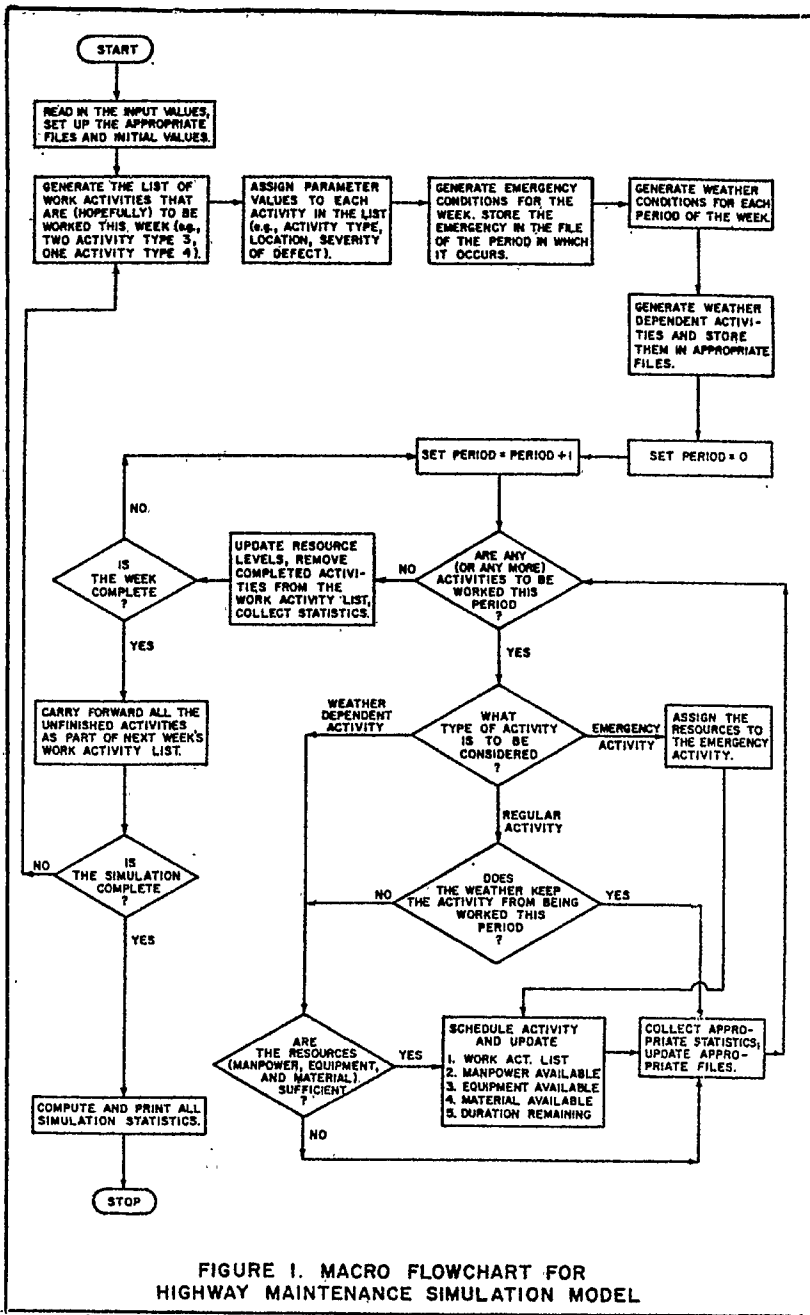 START
READ IN THE INPUT VALUES,
SET UP THE APPROPRIATE
FILES AND INITIAL VALUES.
GENERATE THE LIST OF
WORK ACTIVITIES THAT
ARE (HOPEFULLY) TO BE
WORKED THIS WEEK (e.g.,
TWO ACTIVITY TYPE 3,
ONE ACTIVITY TYPE 4).
ASSIGN PARAMETER
VALUES TO EACH
ACTIVITY IN THE LIST
(e.g., ACTIVITY TYPE,
LOCATION, SEVERITY
OF DEFECT).
GENERATE EMERGENCY
CONDITIONS FOR THE
WEEK. STORE THE
EMERGENCY IN THE FILE
OF THE PERIOD IN WHICH
IT OCCURS.
GENERATE WEATHER
CONDITIONS FOR EACH
PERIOD OF THE WEEK.
GENERATE WEATHER
DEPENDENT ACTIVI-
TIES AND STORE
THEM IN APPROPRIATE
FILES.
SET PERIOD = 0
SET PERIOD = PERIOD +1
NO
IS
THE WEEK
COMPLETE
?
UPDATE RESOURCE
LEVELS, REMOVE
COMPLETED ACTIVI-
TIES FROM THE
WORK ACTIVITY LIST,
COLLECT STATISTICS.
NO
ARE ANY
(OR ANY MORE)
ACTIVITIES TO BE
WORKED THIS
PERIOD
?
YES
YES
CARRY FORWARD ALL THE
UNFINISHED ACTIVITIES
AS PART OF NEXT WEEK'S
WORK ACTIVITY LIST.
WEATHER
DEPENDENT
ACTIVITY
WHAT
TYPE OF ACTIVITY
IS TO BE
CONSIDERED
?
EMERGENCY
ACTIVITY
ASSIGN THE
RESOURCES TO
THE EMERGENCY
ACTIVITY.
REGULAR
ACTIVITY
NO
IS
THE SIMULATION
COMPLETE
?
YES
NO
DOES
THE WEATHER KEEP
THE ACTIVITY FROM BEING
WORKED THIS
PERIOD
?
YES
ARE
THE RESOURCES
(MANPOWER, EQUIPMENT,
AND MATERIAL)
SUFFICIENT
?
YES
NO
SCHEDULE ACTIVITY
AND UPDATE
1. WORK ACT. LIST
2. MANPOWER AVAILABLE
3. EQUIPMENT AVAILABLE
4. MATERIAL AVAILABLE
5. DURATION REMAINING
COLLECT APPRO-
PRIATE STATISTICS,
UPDATE APPRO-
PRIATE FILES.
COMPUTE AND PRINT ALL
SIMULATION STATISTICS.
STOP
FIGURE 1. MACRO FLOWCHART FOR
HIGHWAY MAINTENANCE SIMULATION MODEL